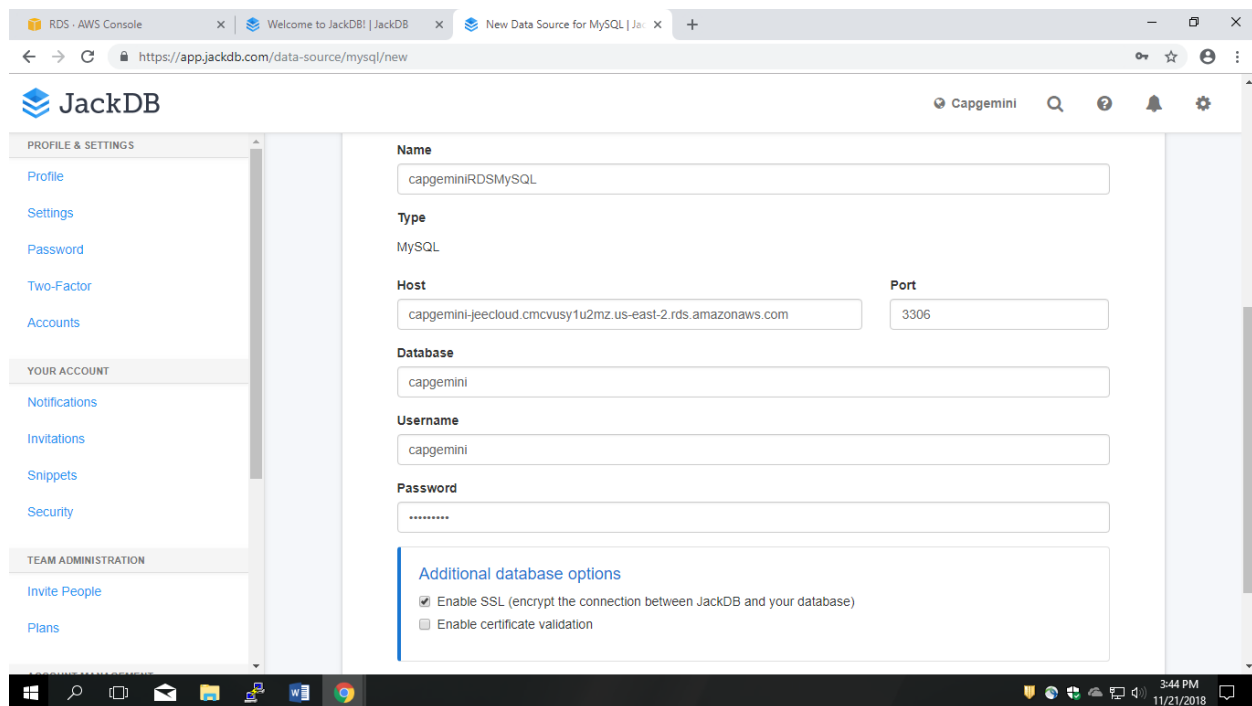 RDS · AWS Console
Welcome to JackDB! | JackDB
New Data Source for MySQL | Jac
https://app.jackdb.com/data-source/mysql/new
JackDB
Capgemini
PROFILE & SETTINGS
Profile
Settings
Password
Two-Factor
Accounts
YOUR ACCOUNT
Notifications
Invitations
Snippets
Security
TEAM ADMINISTRATION
Invite People
Plans
Name
capgeminiRDSMySQL
Type
MySQL
Host
Port
capgemini-jeecloud.cmcvusy1u2mz.us-east-2.rds.amazonaws.com
3306
Database
capgemini
Username
capgemini
Password
•••••••••
Additional database options
Enable SSL (encrypt the connection between JackDB and your database)
Enable certificate validation
3:44 PM
11/21/2018